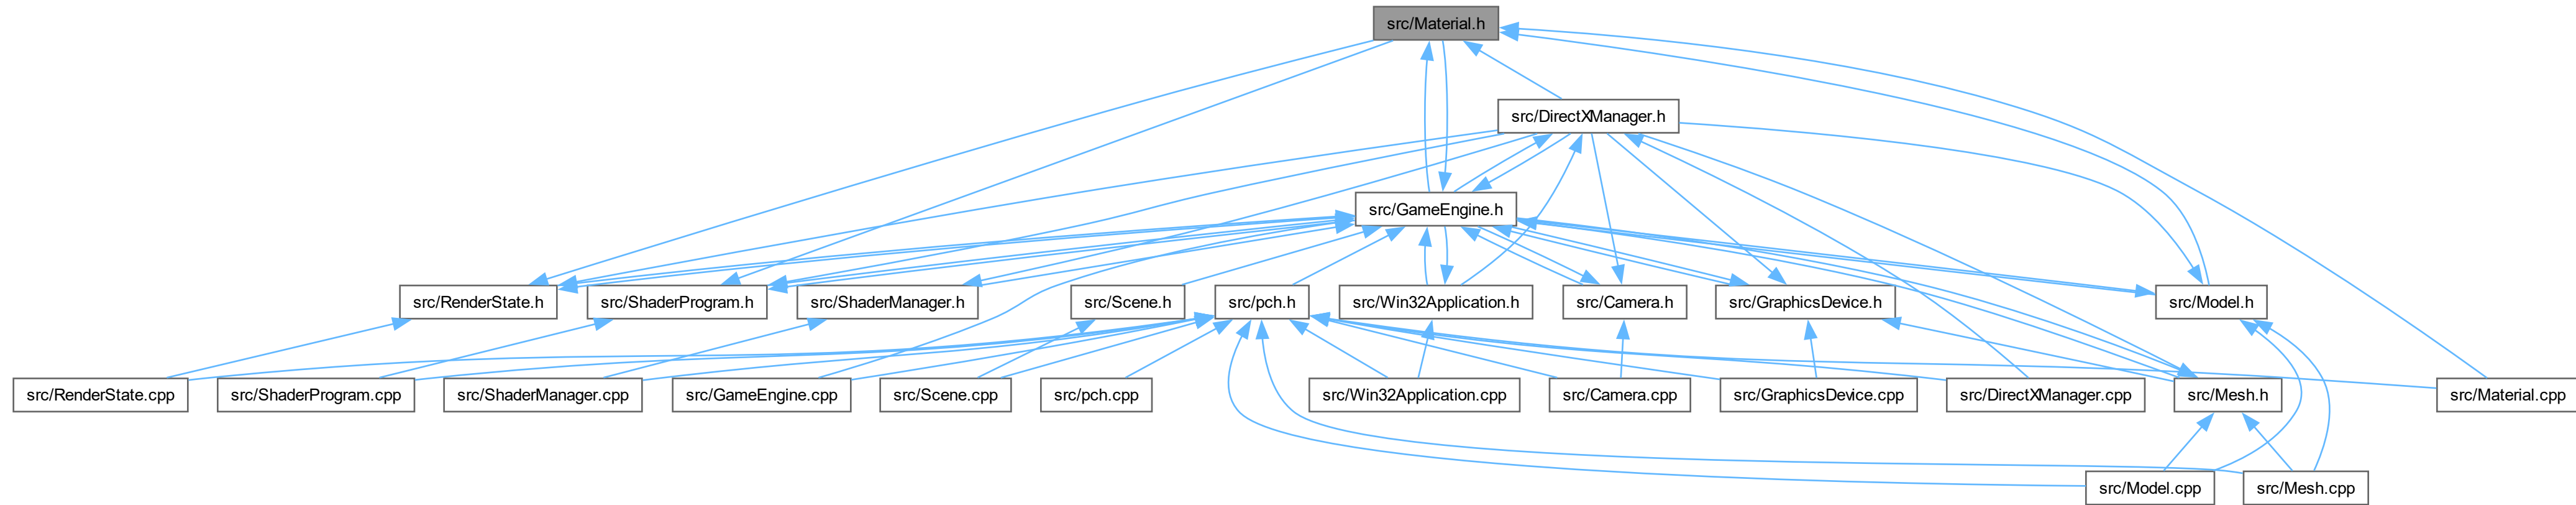 src/Material.h
src/DirectXManager.h
src/GameEngine.h
src/RenderState.h
src/ShaderProgram.h
src/ShaderManager.h
src/Scene.h
src/pch.h
src/Win32Application.h
src/Camera.h
src/GraphicsDevice.h
src/Model.h
src/RenderState.cpp
src/ShaderProgram.cpp
src/ShaderManager.cpp
src/GameEngine.cpp
src/Scene.cpp
src/pch.cpp
src/Win32Application.cpp
src/Camera.cpp
src/GraphicsDevice.cpp
src/DirectXManager.cpp
src/Mesh.h
src/Material.cpp
src/Model.cpp
src/Mesh.cpp